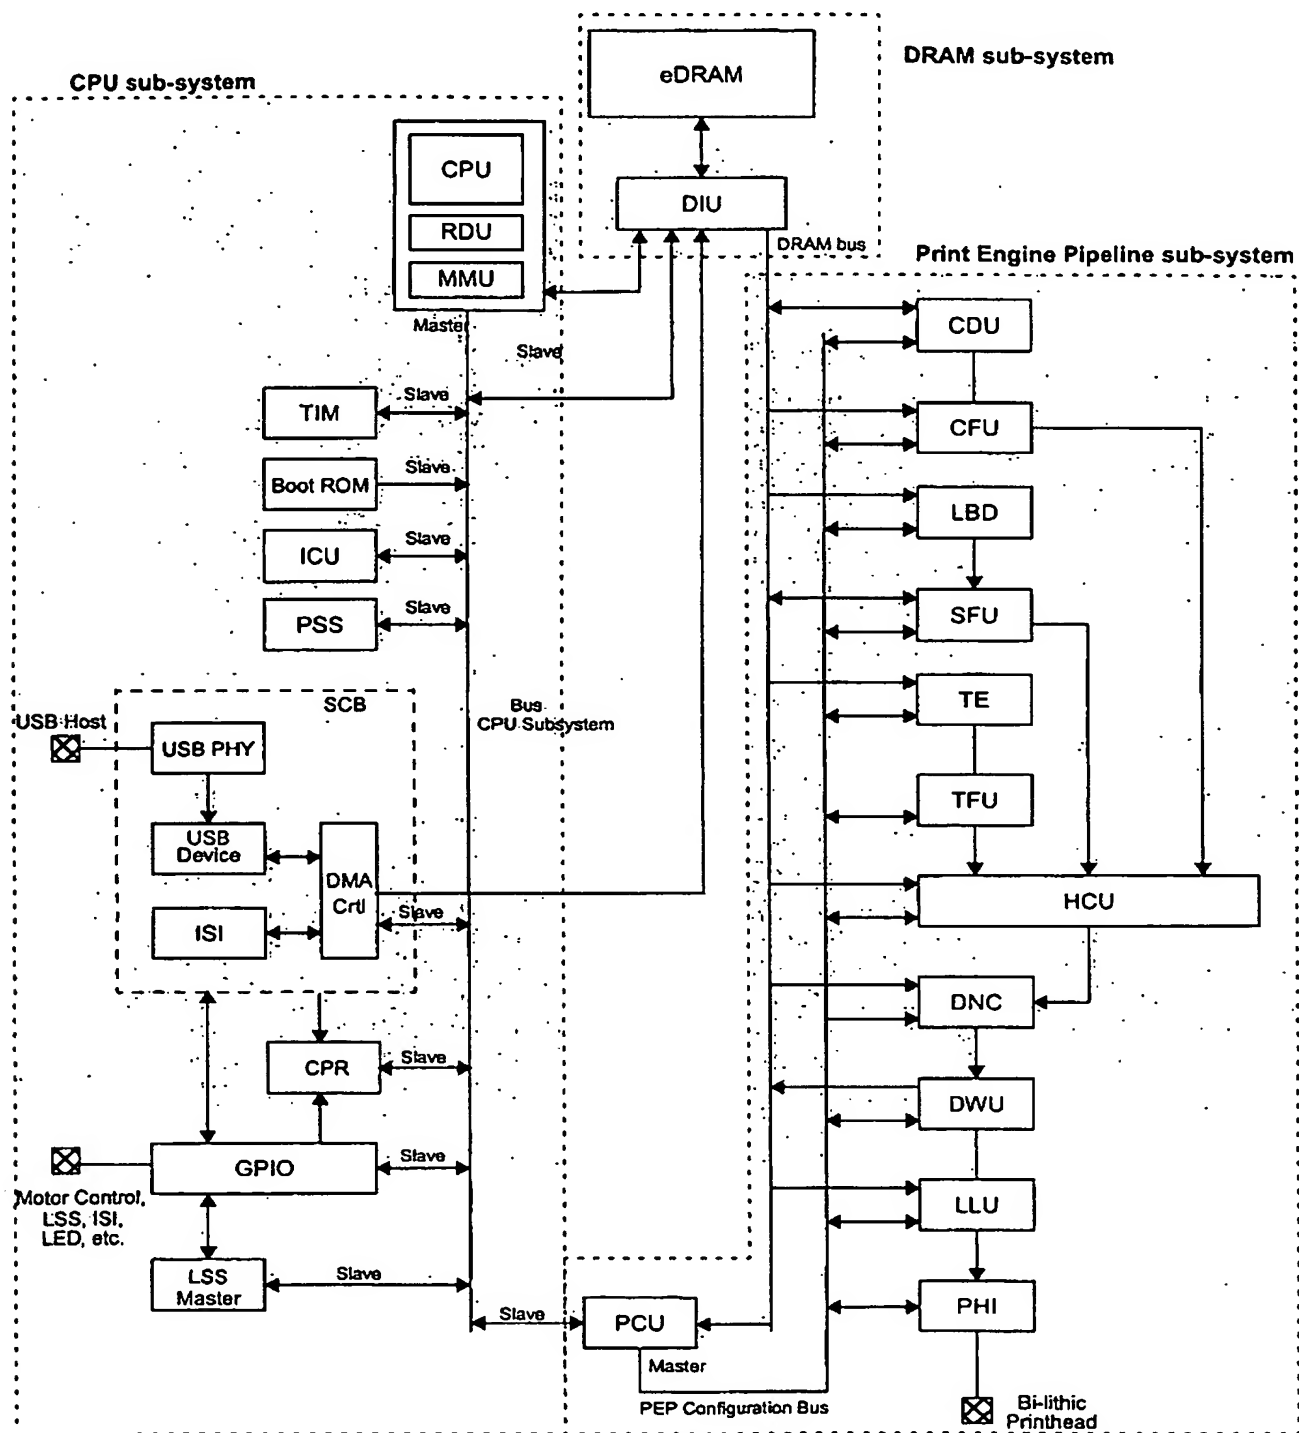 CPU sub-system
DRAM sub-system
eDRAM
DIU
DRAM bus
Print Engine Pipeline sub-system
CPU
RDU
MMU
Master
Slave
TIM
Slave
Boot ROM
Slave
ICU
Slave
PSS
Slave
SCB
Bus
CPU Subsystem
USB Host
USB PHY
USB
Device
DMA
Crtl
ISI
Slave
CPR
Slave
GPIO
Slave
Motor Control,
LSS, ISI,
LED, etc.
LSS
Master
Slave
Slave
PCU
Master
PEP Configuration Bus
CDU
CFU
LBD
SFU
TE
TFU
HCU
DNC
DWU
LLU
PHI
Bi-lithic
Printhead